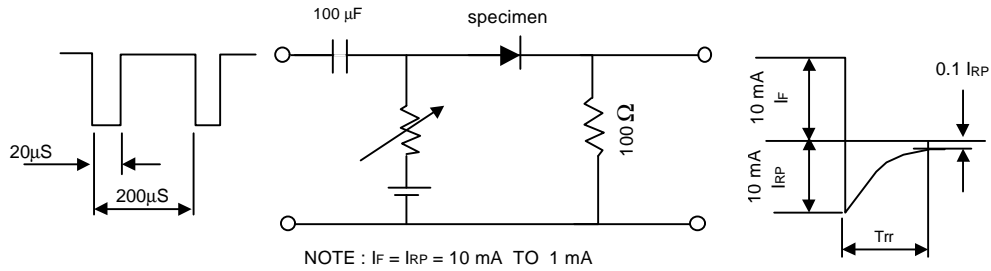 100 µF
specimen
20µS
200µS
100 Ω
10 mA
IF
10 mA
IRP
0.1 IRP
Trr
NOTE : IF = IRP = 10 mA TO 1 mA